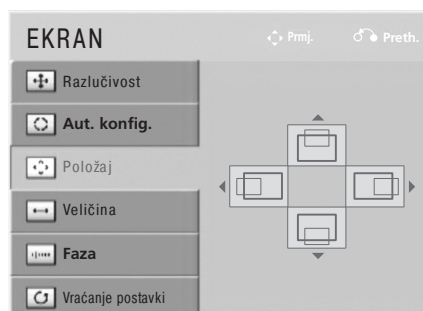 EKRAN
Prmj.
Preth.
Razlučivost
Aut. konfig.
Položaj
Veličina
Faza
Vraćanje postavki